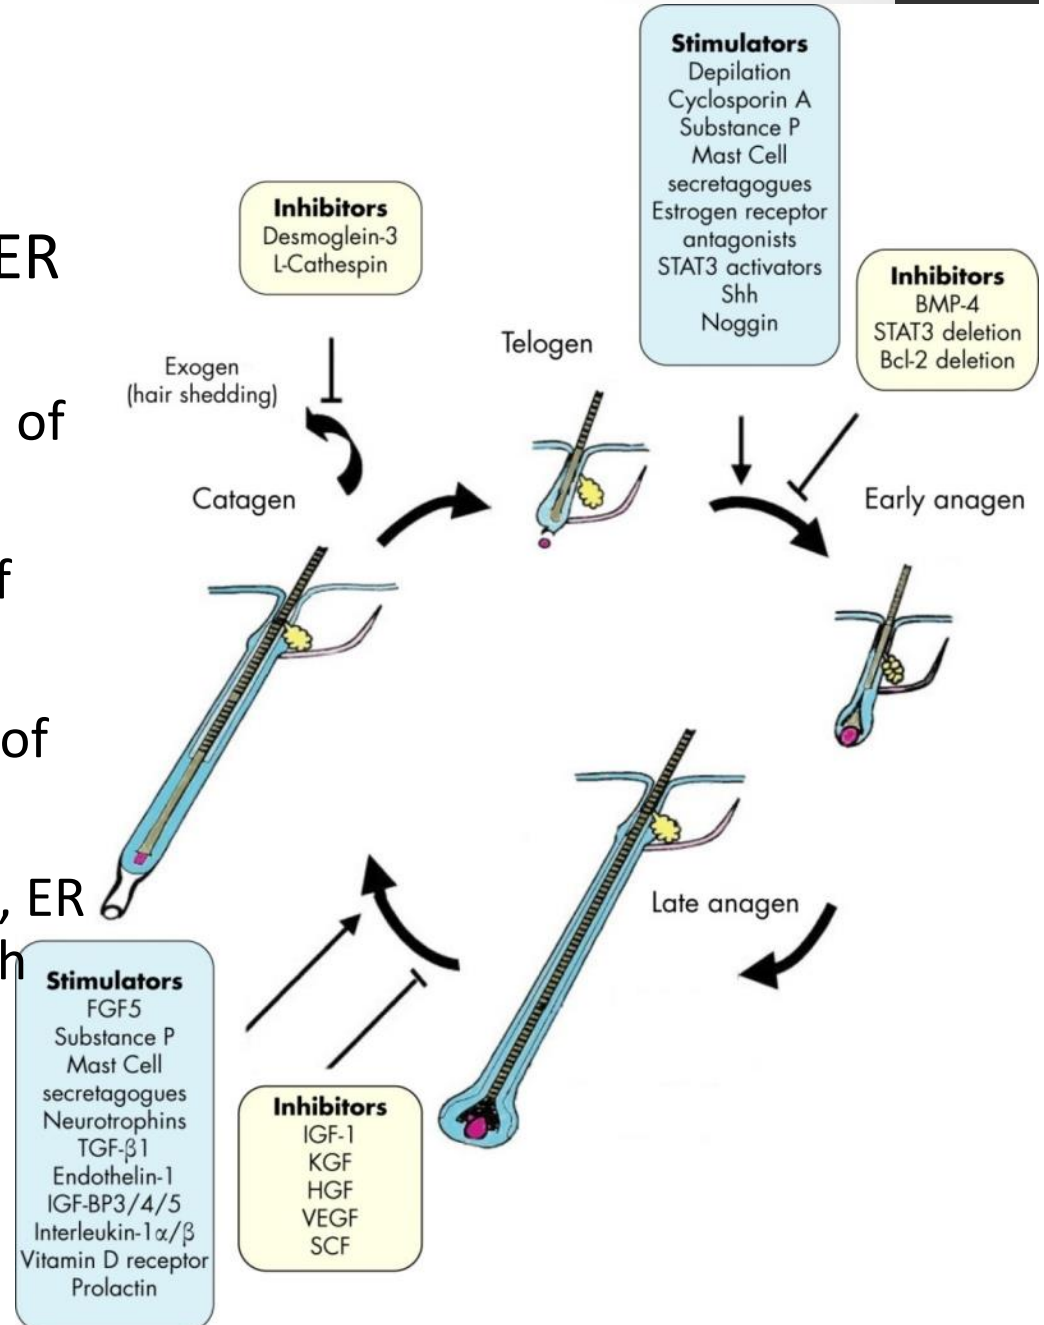 Stimulators
Depilation
Cyclosporin A
Substance P
Mast Cell
secretagogues
Estrogen receptor
antagonists
STAT3 activators
Shh
Noggin
Inhibitors
Desmoglein-3
L-Cathespin
ER
Inhibitors
BMP-4
STAT3 deletion
Bcl-2 deletion
Telogen
Exogen
(hair shedding)
of
Catagen
Early anagen
f
of
, ER
h
Late anagen
Stimulators
FGF5
Substance P
Mast Cell
secretagogues
Neurotrophins
TGF-β1
Endothelin-1
IGF-BP3/4/5
Interleukin-1α/β
Vitamin D receptor
Prolactin
Inhibitors
IGF-1
KGF
HGF
VEGF
SCF